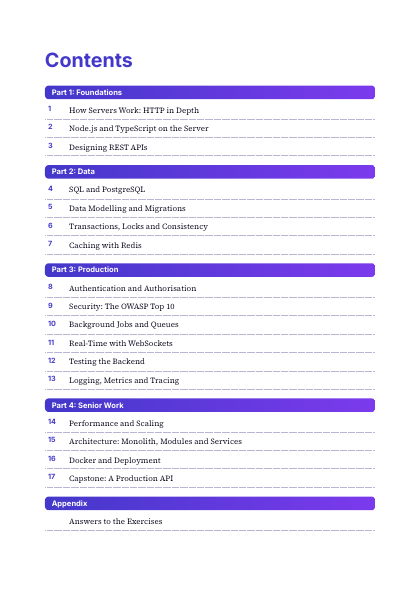 Contents
Part 1: Foundations
1 How Servers Work: HTTP in Depth
2 Node.js and TypeScript on the Server
3 Designing REST APIs
Part 2: Data
4 SQL and PostgreSQL
5 Data Modelling and Migrations
6 Transactions, Locks and Consistency
7 Caching with Redis
Part 3: Production
8 Authentication and Authorisation
9 Security: The OWASP Top 10
10 Background Jobs and Queues
11 Real-Time with WebSockets
12 Testing the Backend
13 Logging, Metrics and Tracing
Part 4: Senior Work
14 Performance and Scaling
15 Architecture: Monolith, Modules and Services
16 Docker and Deployment
17 Capstone: A Production API
Appendix
Answers to the Exercises